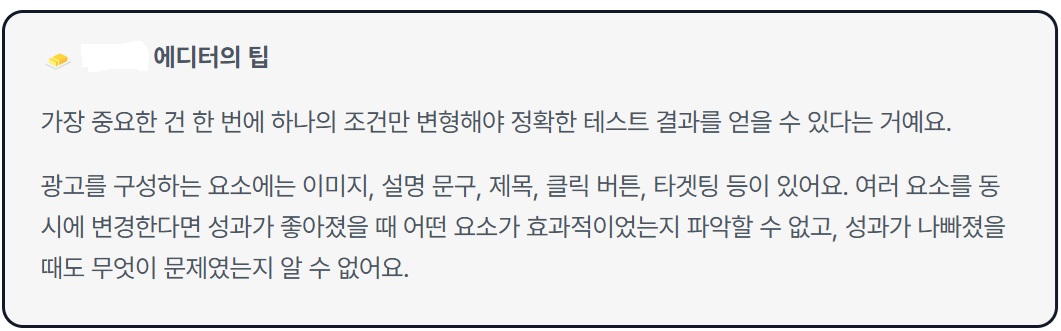 에디터의 팁
가장 중요한 건 한 번에 하나의 조건만 변형해야 정확한 테스트 결과를 얻을 수 있다는 거예요.
광고를 구성하는 요소에는 이미지, 설명 문구, 제목, 클릭 버튼, 타겟팅 등이 있어요. 여러 요소를 동
시에 변경한다면 성과가 좋아졌을 때 어떤 요소가 효과적이었는지 파악할 수 없고, 성과가 나빠졌을
때도 무엇이 문제였는지 알 수 없어요.